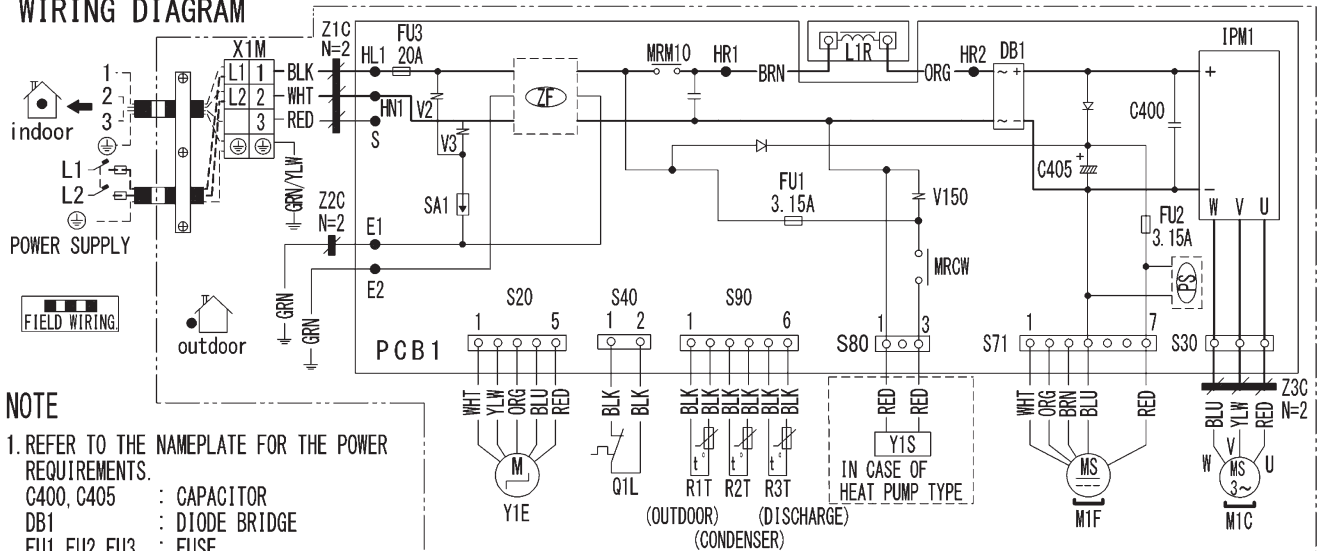 WIRING DIAGRAM
X1M
L1 1 BLK
L2 2 WHT
3 RED
GRN/YLW
Z1C
N=2
HL1
FU3
20A
HN1
S
V2
V3
SA1
ZF
MRM10
HR1
BRN
L1R
ORG
HR2
DB1
~ +
~ -
IPM1
+
-
W V U
C400
C405
+
FU1
3.15A
V150
MRCW
FU2
3.15A
PS
1
2
3
indoor
L1
L2
POWER SUPPLY
FIELD WIRING
outdoor
Z2C
N=2
E1
E2
GRN
GRN
PCB1
S20
1 5
WHT YLW ORG BLU RED
M
Y1E
S40
1 2
BLK BLK
Q1L
S90
1 6
BLK BLK BLK BLK BLK BLK
t° t° t°
R1T R2T R3T
(OUTDOOR) (DISCHARGE)
(CONDENSER)
S80
1 3
RED RED
Y1S
IN CASE OF
HEAT PUMP TYPE
S71
1 7
WHT ORG BRN BLU RED
MS
M1F
S30
Z3C
N=2
BLU YLW RED
W V U
MS
3~
M1C
NOTE
1. REFER TO THE NAMEPLATE FOR THE POWER
REQUIREMENTS.
C400, C405 : CAPACITOR
DB1 : DIODE BRIDGE
FU1, FU2, FU3 : FUSE